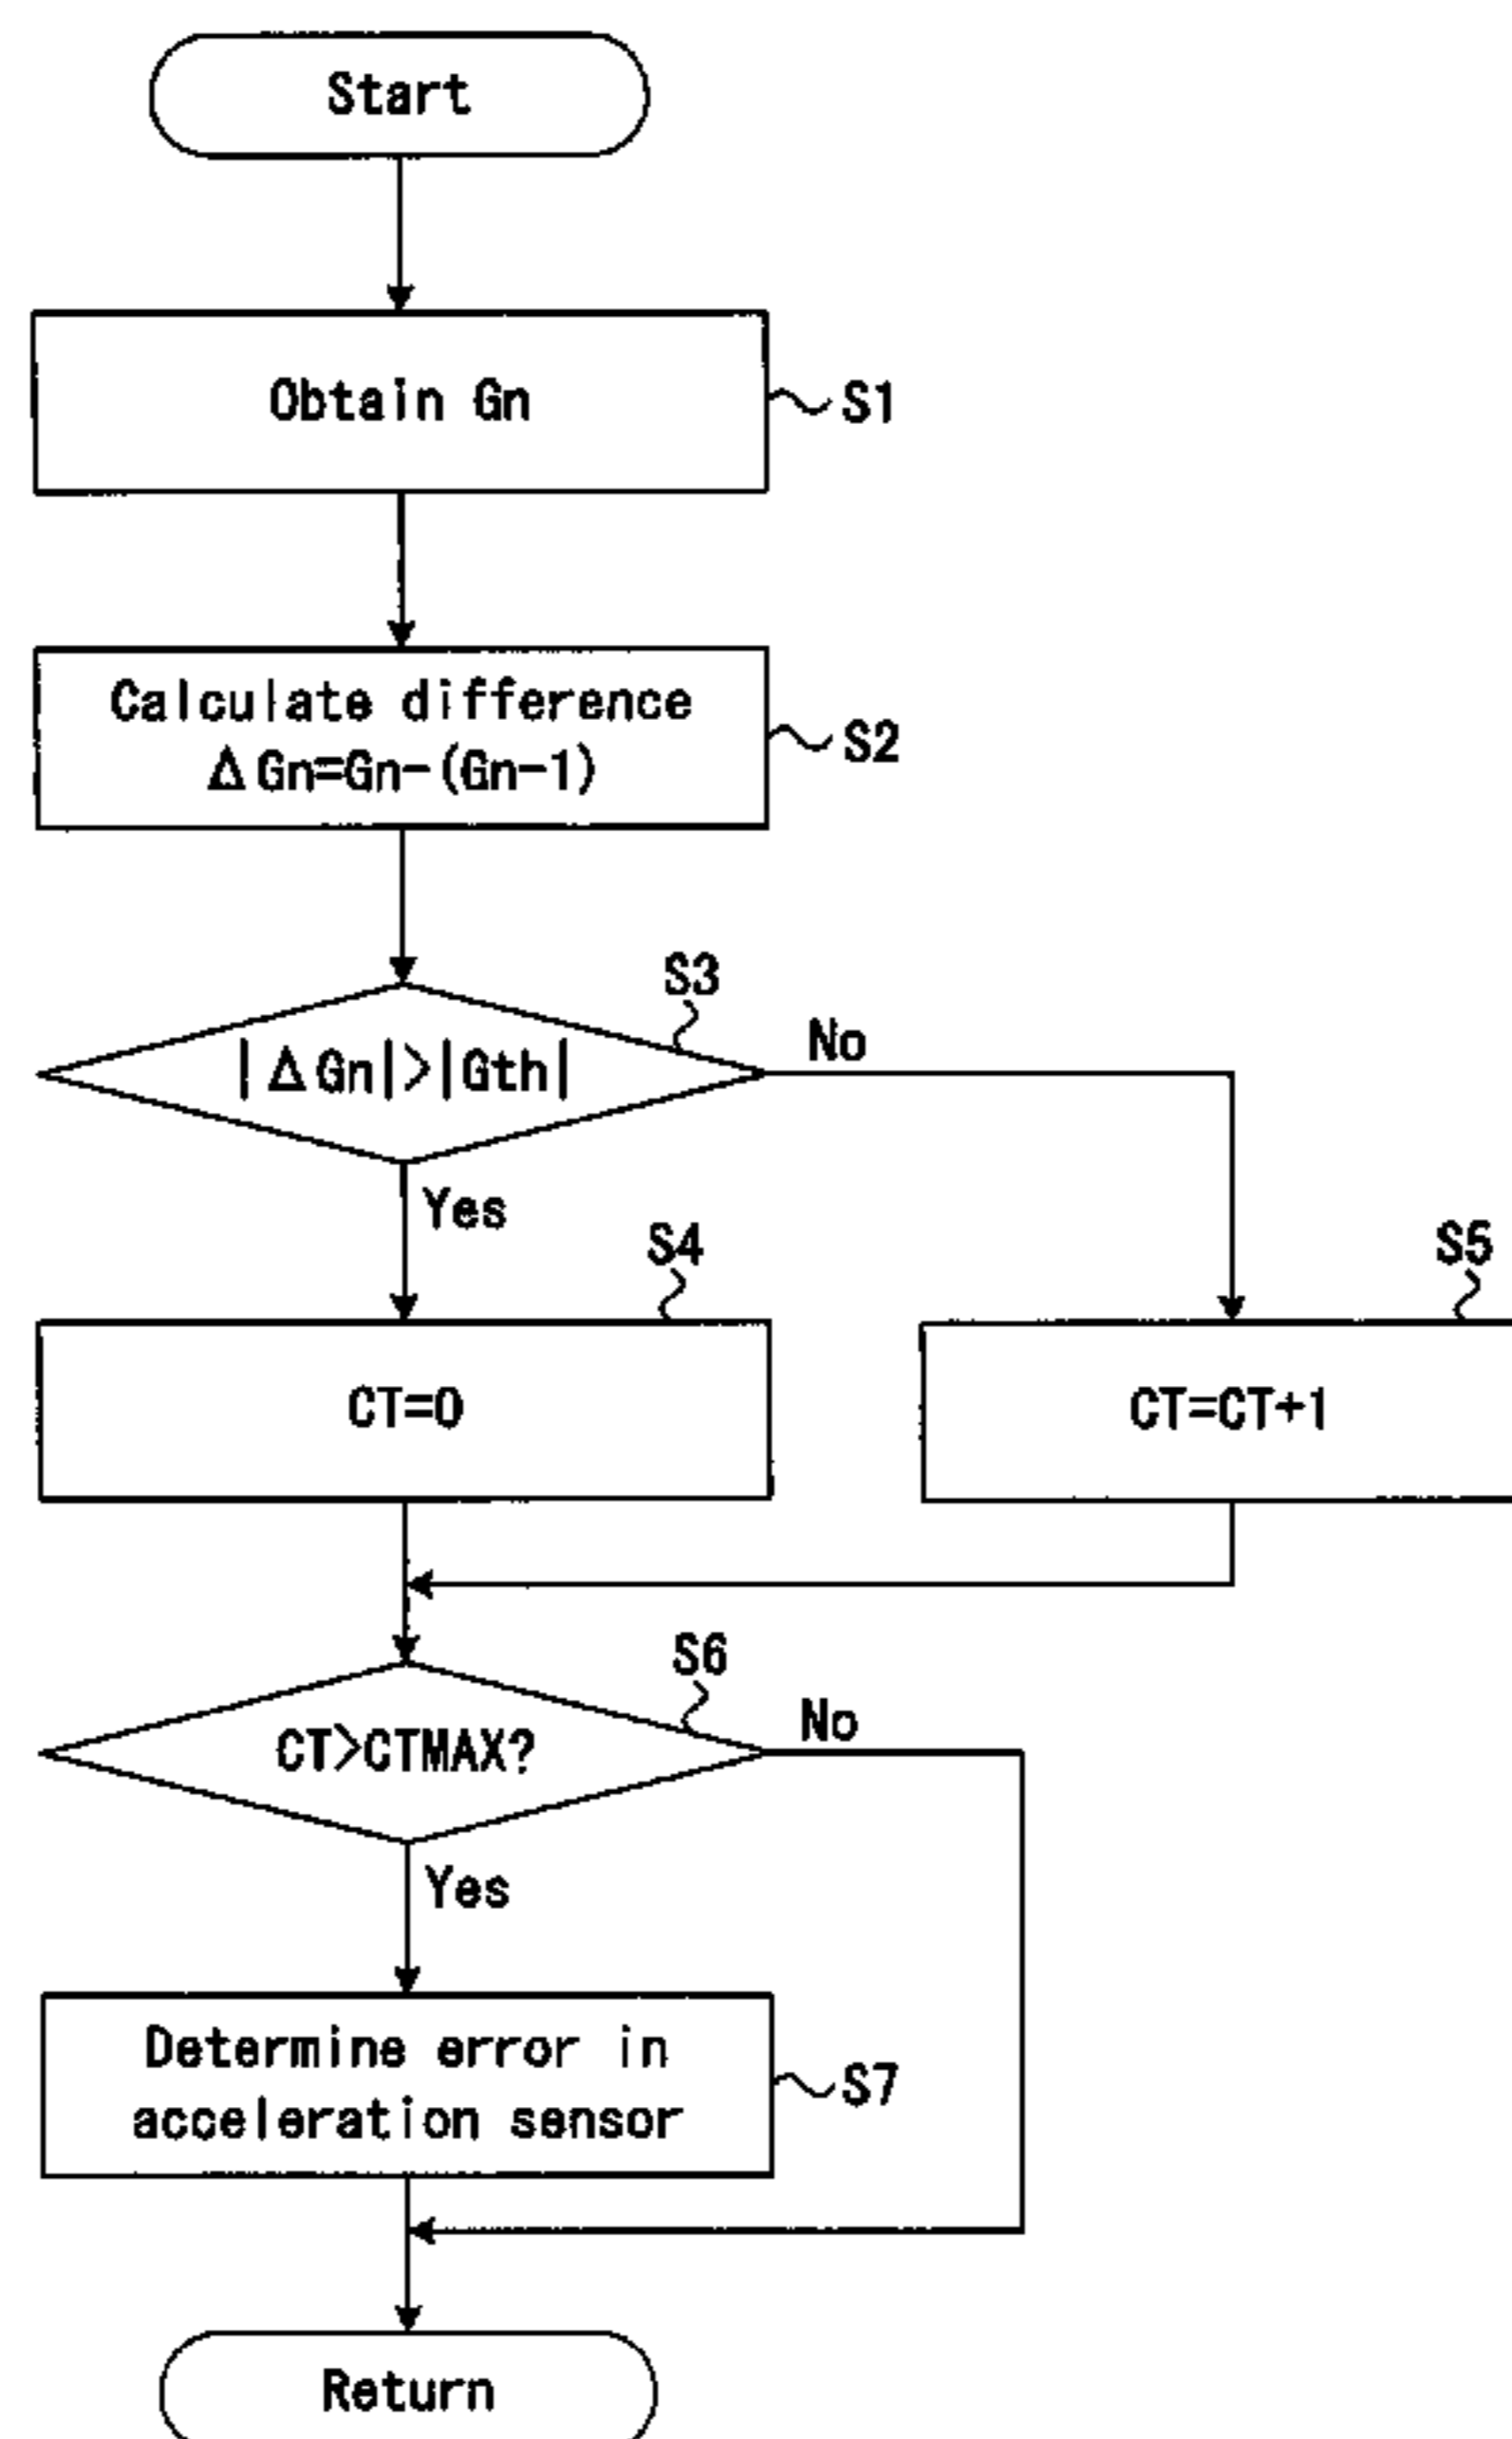 Start
Obtain Gn
S1
Calculate difference
ΔGn=Gn-(Gn-1)
S2
S3
|ΔGn|>|Gth|
No
Yes
S4
S5
CT=0
CT=CT+1
S6
CT>CTMAX?
No
Yes
Determine error in
acceleration sensor
S7
Return